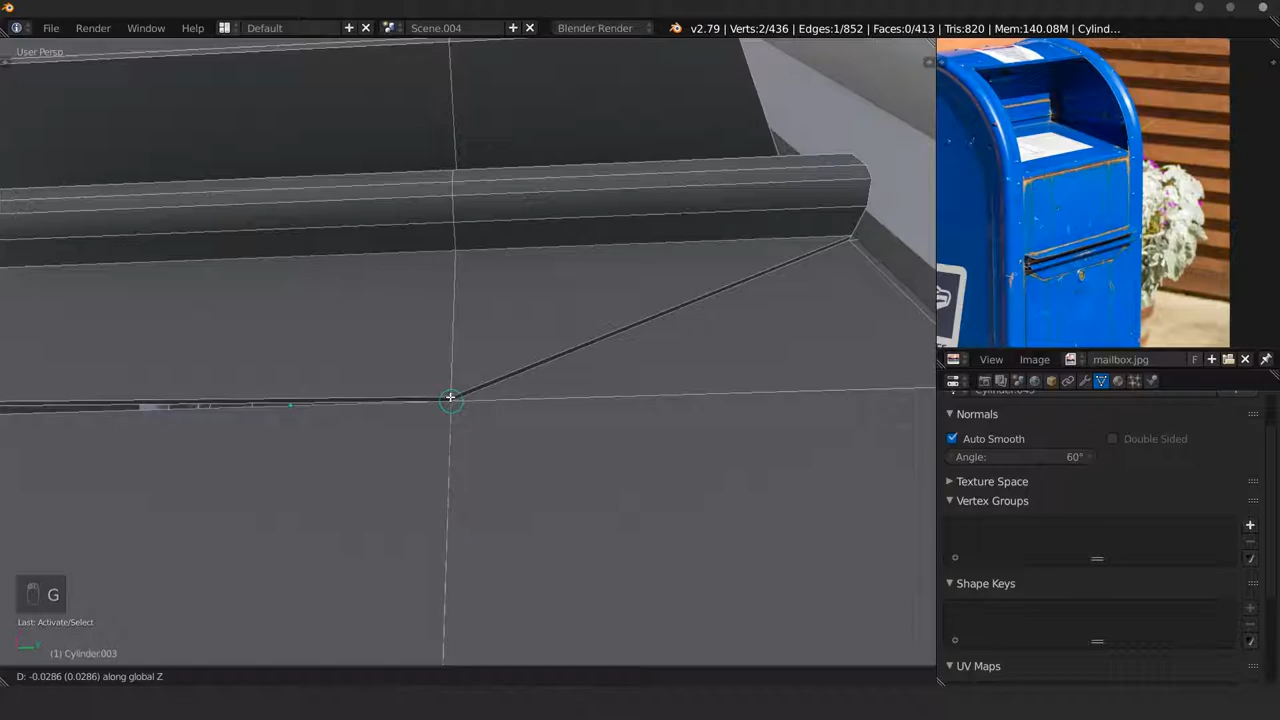 File Render Window Help Default Scene.004 Blender Render v2.79 | Verts:2/436 | Edges:1/852 | Faces:0/413 | Tris:820 | Mem:140.08M | Cylind...
User Persp
View Image mailbox.jpg F
Normals
Auto Smooth Double Sided
Angle: 60°
Texture Space
Vertex Groups
Shape Keys
G
Last: Activate/Select
(1) Cylinder.003
UV Maps
D: -0.0286 (0.0286) along global Z